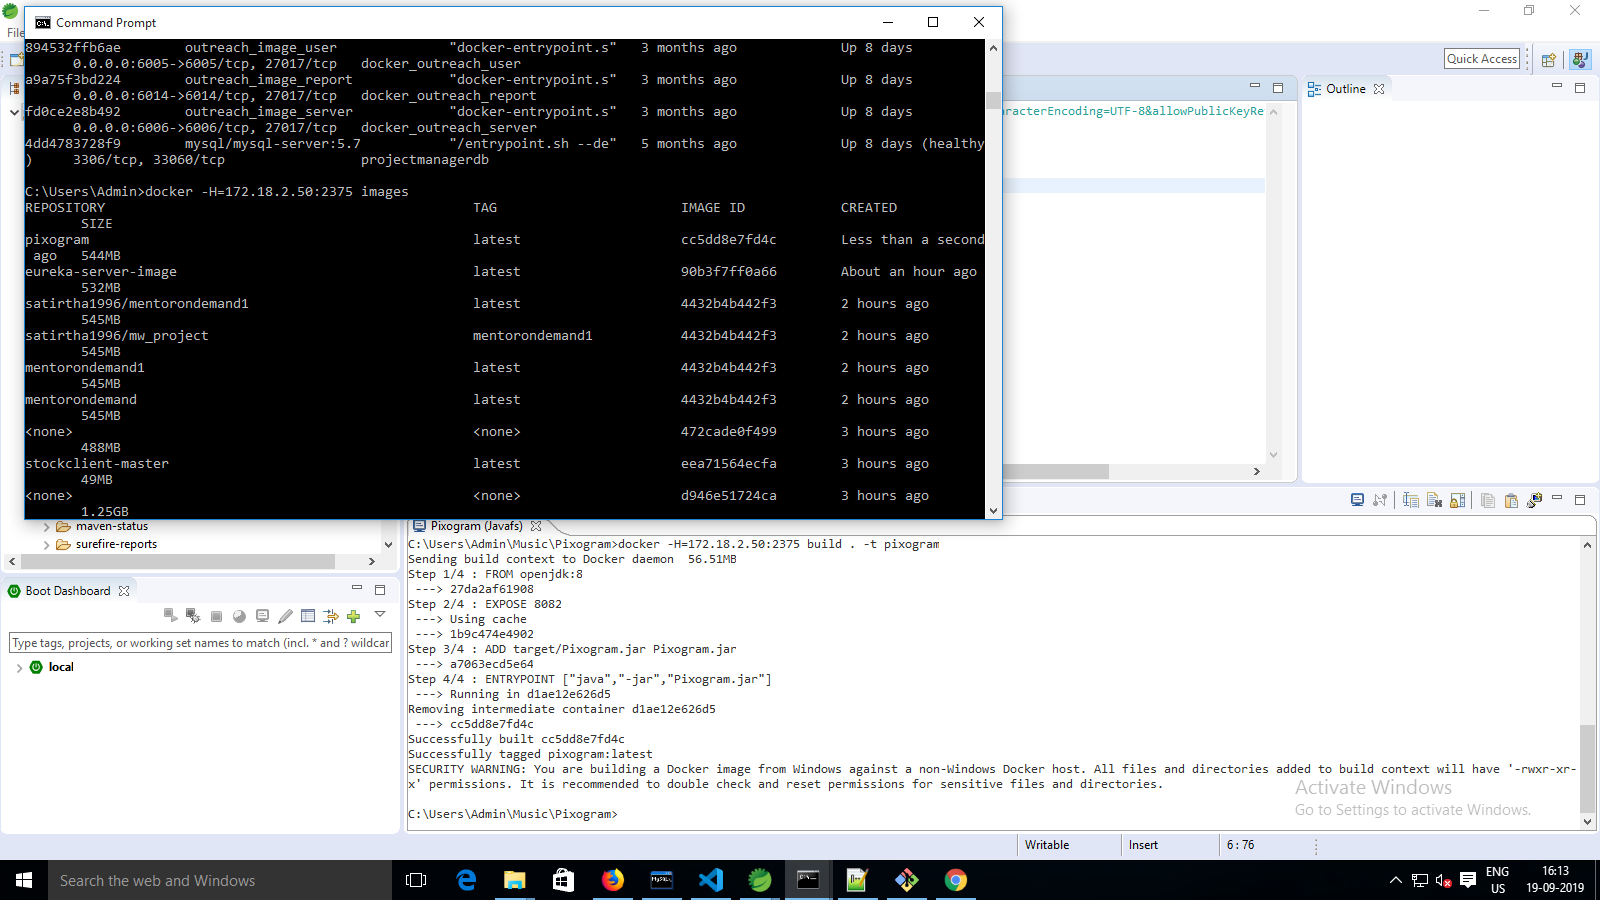 Command Prompt
File
894532ffb6ae        outreach_image_user              "docker-entrypoint.s"   3 months ago             Up 8 days
      0.0.0.0:6005->6005/tcp, 27017/tcp   docker_outreach_user
a9a75f3bd224        outreach_image_report            "docker-entrypoint.s"   3 months ago             Up 8 days
      0.0.0.0:6014->6014/tcp, 27017/tcp   docker_outreach_report
fd0ce2e8b492        outreach_image_server            "docker-entrypoint.s"   3 months ago             Up 8 days
      0.0.0.0:6006->6006/tcp, 27017/tcp   docker_outreach_server
4dd4783728f9        mysql/mysql-server:5.7           "/entrypoint.sh --de"   5 months ago             Up 8 days (healthy
)     3306/tcp, 33060/tcp                 projectmanagerdb
C:\Users\Admin>docker -H=172.18.2.50:2375 images
REPOSITORY                                              TAG                       IMAGE ID            CREATED
       SIZE
pixogram                                                latest                    cc5dd8e7fd4c        Less than a second
 ago   544MB
eureka-server-image                                     latest                    90b3f7ff0a66        About an hour ago
       532MB
satirtha1996/mentorondemand1                            latest                    4432b4b442f3        2 hours ago
       545MB
satirtha1996/mw_project                                 mentorondemand1           4432b4b442f3        2 hours ago
       545MB
mentorondemand1                                         latest                    4432b4b442f3        2 hours ago
       545MB
mentorondemand                                          latest                    4432b4b442f3        2 hours ago
       545MB
<none>                                                  <none>                    472cade0f499        3 hours ago
       488MB
stockclient-master                                      latest                    eea71564ecfa        3 hours ago
       49MB
<none>                                                  <none>                    d946e51724ca        3 hours ago
       1.25GB
Quick Access
Outline
aracterEncoding=UTF-8&allowPublicKeyRe
maven-status
surefire-reports
Boot Dashboard
Type tags, projects, or working set names to match (incl. * and ? wildcar
local
Pixogram (Javafs)
C:\Users\Admin\Music\Pixogram>docker -H=172.18.2.50:2375 build . -t pixogram
Sending build context to Docker daemon  56.51MB
Step 1/4 : FROM openjdk:8
 ---> 27da2af61908
Step 2/4 : EXPOSE 8082
 ---> Using cache
 ---> 1b9c474e4902
Step 3/4 : ADD target/Pixogram.jar Pixogram.jar
 ---> a7063ecd5e64
Step 4/4 : ENTRYPOINT ["java","-jar","Pixogram.jar"]
 ---> Running in d1ae12e626d5
Removing intermediate container d1ae12e626d5
 ---> cc5dd8e7fd4c
Successfully built cc5dd8e7fd4c
Successfully tagged pixogram:latest
SECURITY WARNING: You are building a Docker image from Windows against a non-Windows Docker host. All files and directories added to build context will have '-rwxr-xr-
x' permissions. It is recommended to double check and reset permissions for sensitive files and directories.
C:\Users\Admin\Music\Pixogram>
Activate Windows
Go to Settings to activate Windows.
Writable
Insert
6 : 76
Search the web and Windows
ENG
US
16:13
19-09-2019